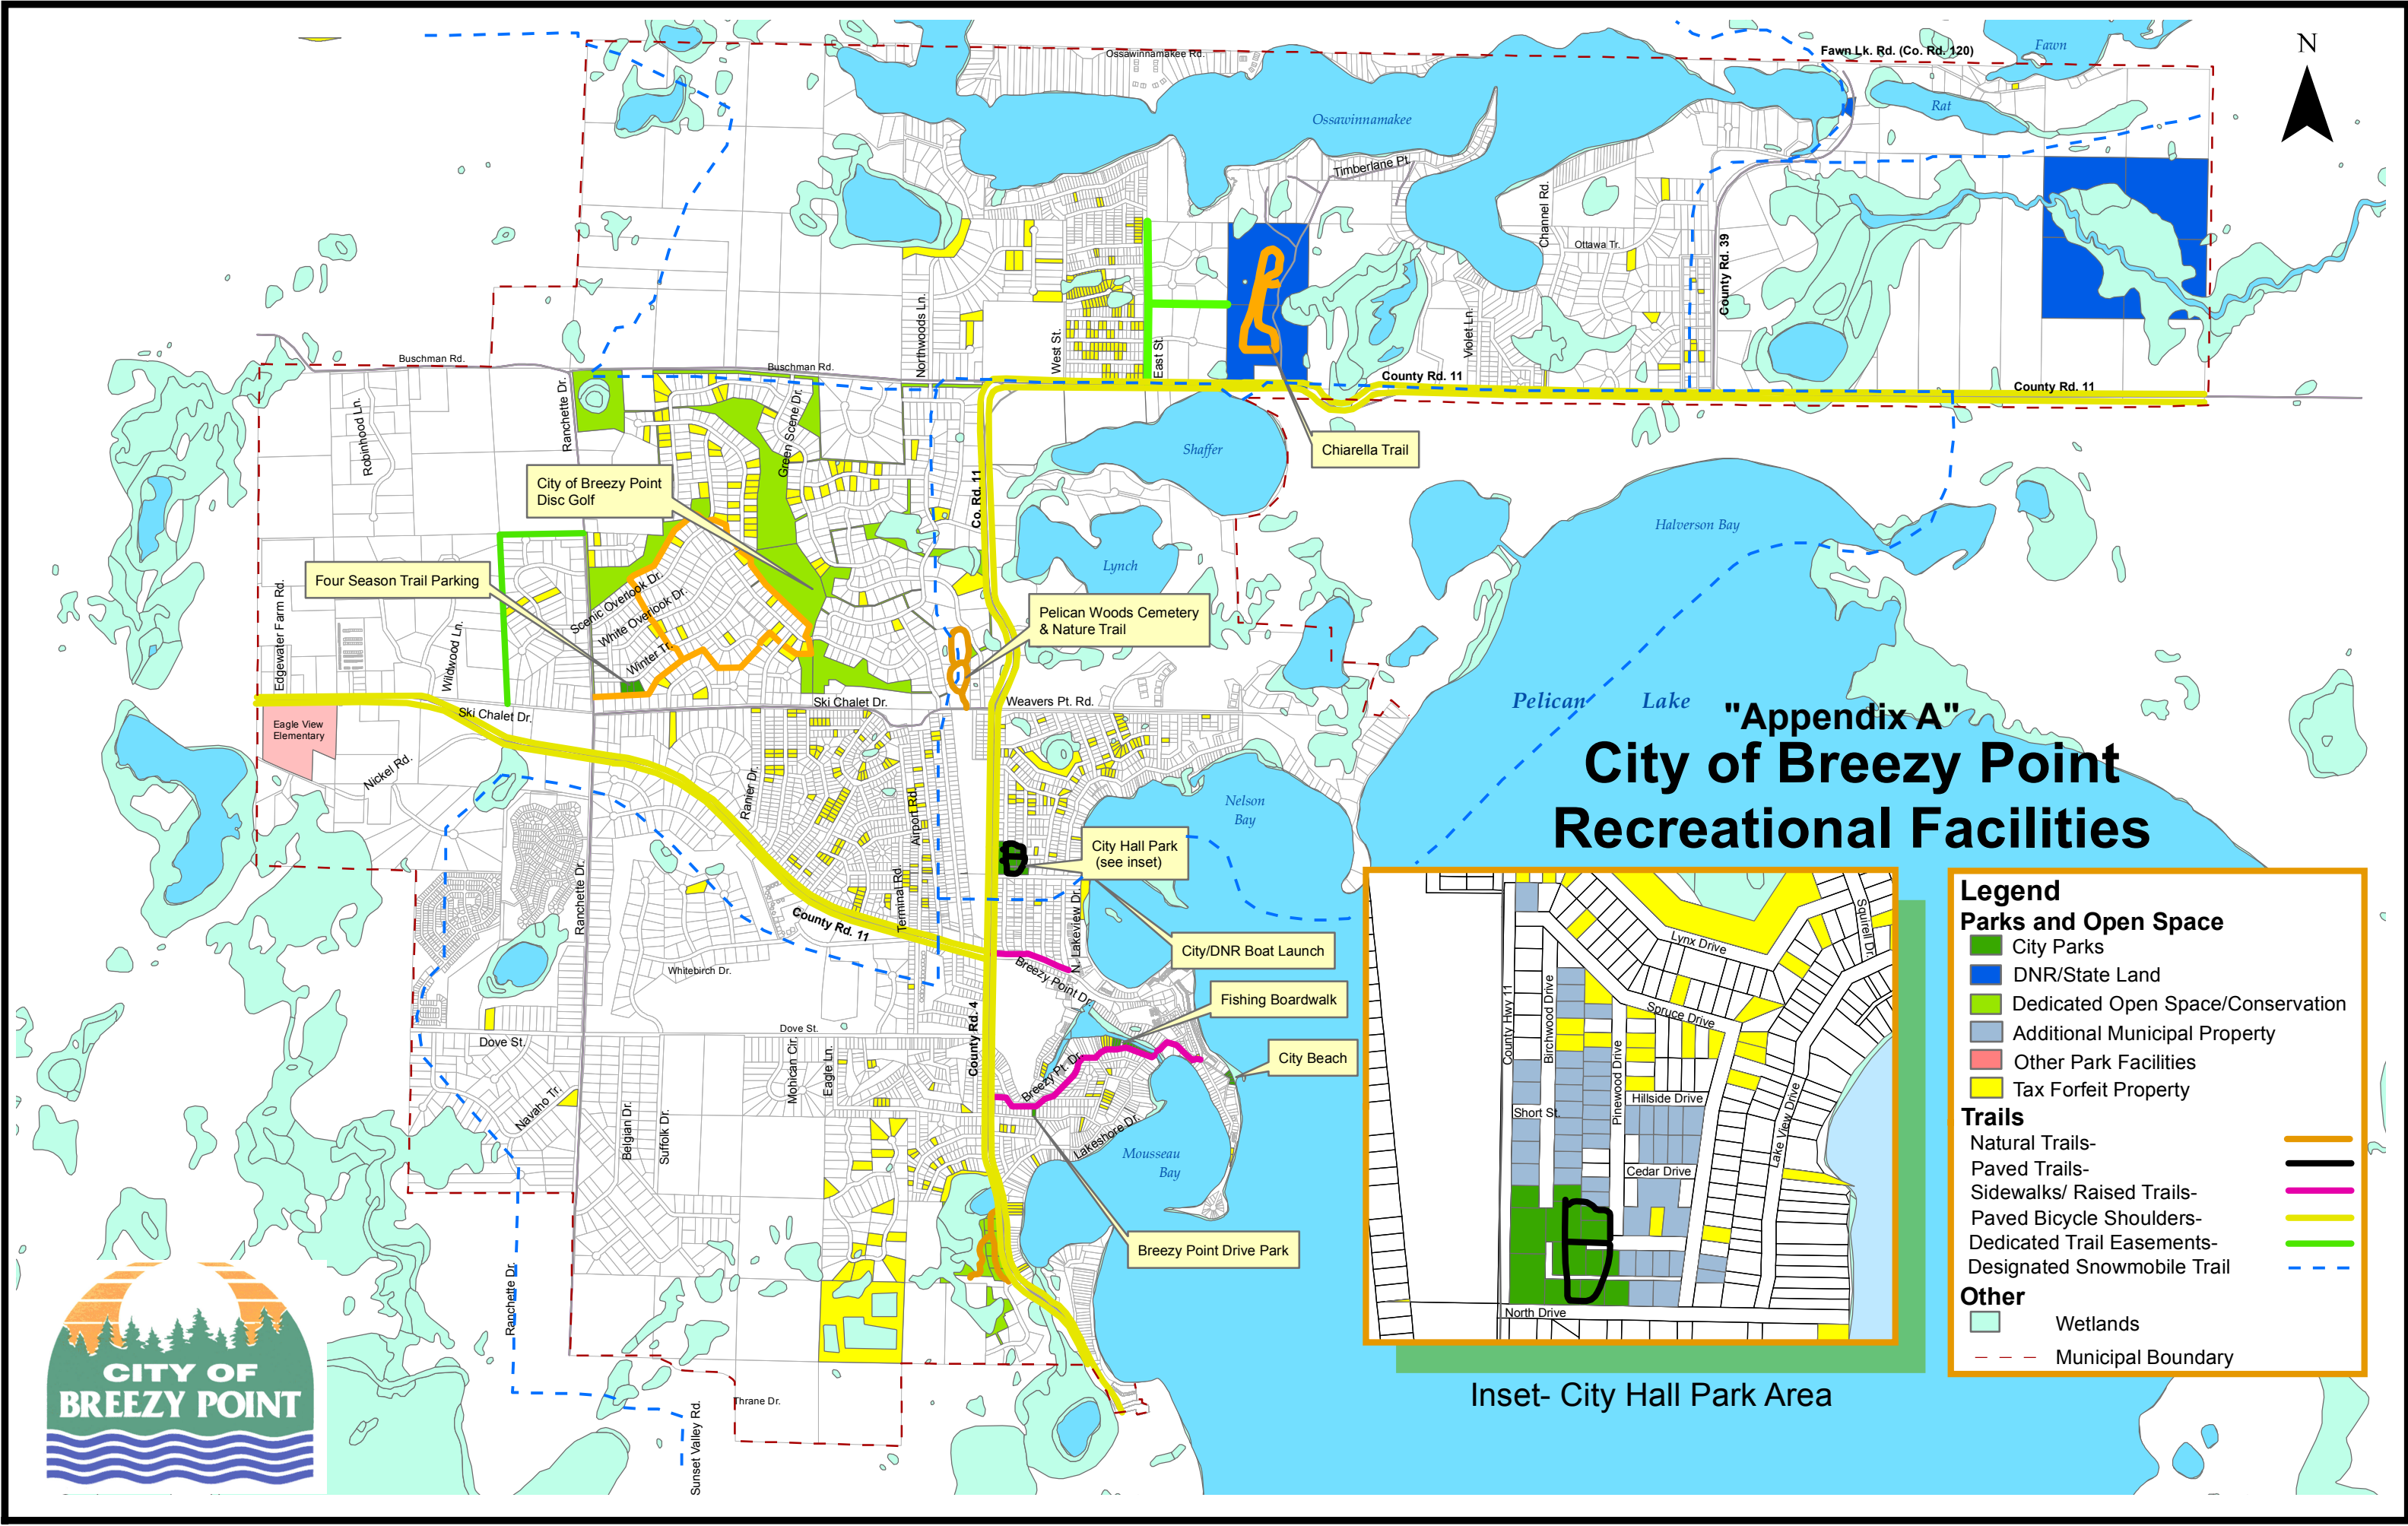 Ossawinnamakee Rd.
Fawn Lk. Rd. (Co. Rd. 120)
Fawn
N
Rat
Ossawinnamakee
Timberlane Pt.
Channel Rd.
Ottawa Tr.
County Rd. 39
Northwoods Ln.
West St.
East St.
Violet Ln.
Buschman Rd.
Buschman Rd.
County Rd. 11
County Rd. 11
Robinhood Ln.
Ranchette Dr.
Green Scene Dr.
Shaffer
Chiarella Trail
City of Breezy Point
Disc Golf
Co. Rd. 11
Halverson Bay
Lynch
Four Season Trail Parking
Scenic Overlook Dr.
White Overlook Dr.
Winter Tr.
Pelican Woods Cemetery
& Nature Trail
Edgewater Farm Rd.
Wildwood Ln.
Ski Chalet Dr.
Ski Chalet Dr.
Weavers Pt. Rd.
Pelican Lake
"Appendix A"
City of Breezy Point
Recreational Facilities
Eagle View
Elementary
Nickel Rd.
Ranier Dr.
Airport Rd.
Nelson
Bay
City Hall Park
(see inset)
Ranchette Dr.
Terminal Rd.
County Rd. 11
N. Lakeview Dr.
City/DNR Boat Launch
Whitebirch Dr.
Breezy Point Dr.
Fishing Boardwalk
Dove St.
Dove St.
County Rd. 4
City Beach
Mohican Cir.
Eagle Ln.
Breezy Pt. Dr.
Navaho Tr.
Belgian Dr.
Suffolk Dr.
Lakeshore Dr.
Mousseau
Bay
Breezy Point Drive Park
Ranchette Dr.
Thrane Dr.
Sunset Valley Rd.
CITY OF
BREEZY POINT
Squirrel Dr.
Lynx Drive
County Hwy 11
Birchwood Drive
Spruce Drive
Pinewood Drive
Hillside Drive
Short St.
Lake View Drive
Cedar Drive
North Drive
Inset- City Hall Park Area
Legend
Parks and Open Space
City Parks
DNR/State Land
Dedicated Open Space/Conservation
Additional Municipal Property
Other Park Facilities
Tax Forfeit Property
Trails
Natural Trails-
Paved Trails-
Sidewalks/ Raised Trails-
Paved Bicycle Shoulders-
Dedicated Trail Easements-
Designated Snowmobile Trail
Other
Wetlands
Municipal Boundary